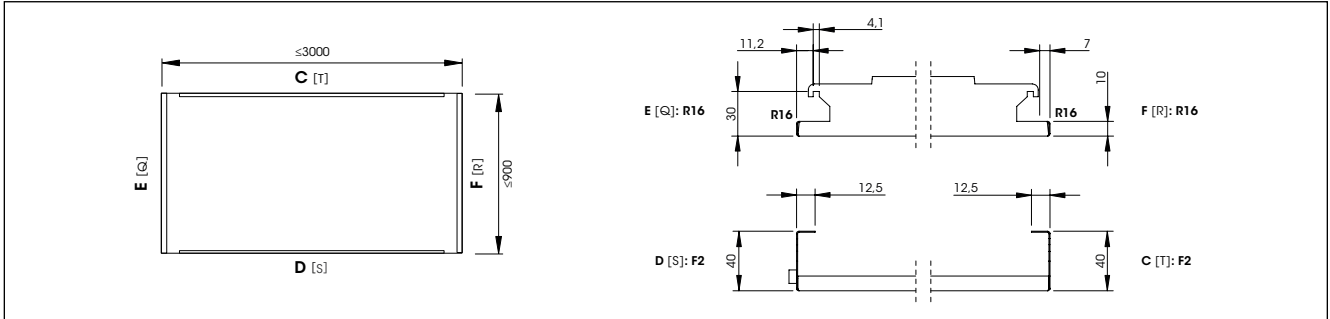 ≤3000
C [T]
E [Q]
F [R]
≤900
D [S]
4,1
11,2
7
10
30
E [Q]: R16
R16
R16
F [R]: R16
12,5
12,5
D [S]: F2
40
40
C [T]: F2